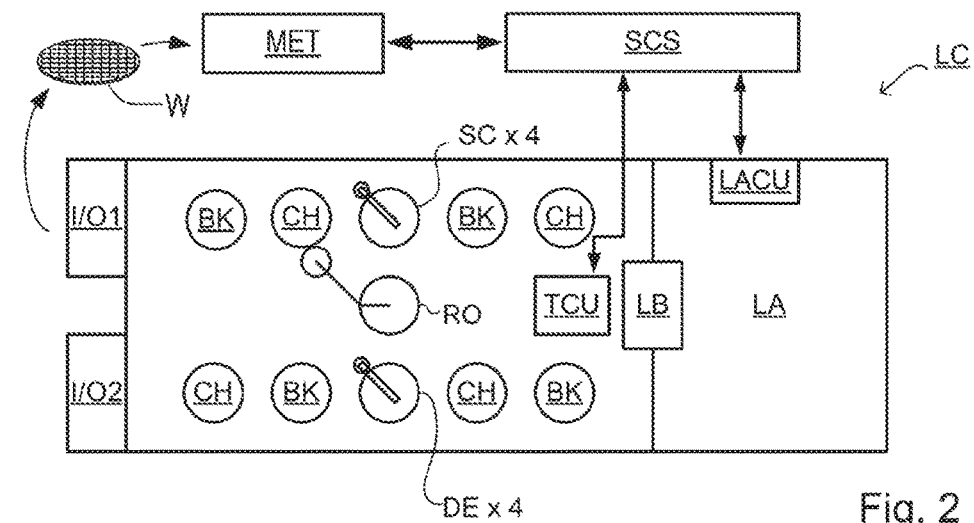 MET
SCS
LC
W
SC x 4
I/O1
BK
CH
BK
CH
LACU
RO
TCU
LB
LA
I/O2
CH
BK
CH
BK
DE x 4
Fig. 2